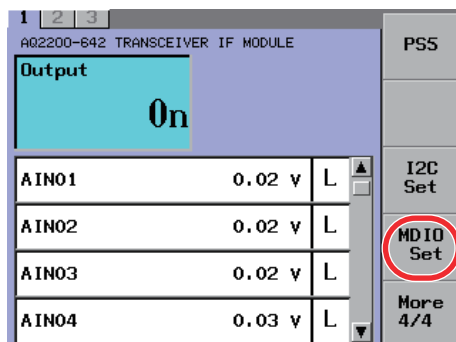 1 2 3
AQ2200-642 TRANSCEIVER IF MODULE
Output
On
AIN01 0.02 V L
AIN02 0.02 V L
AIN03 0.02 V L
AIN04 0.03 V L
PS5
I2C
Set
MDIO
Set
More
4/4